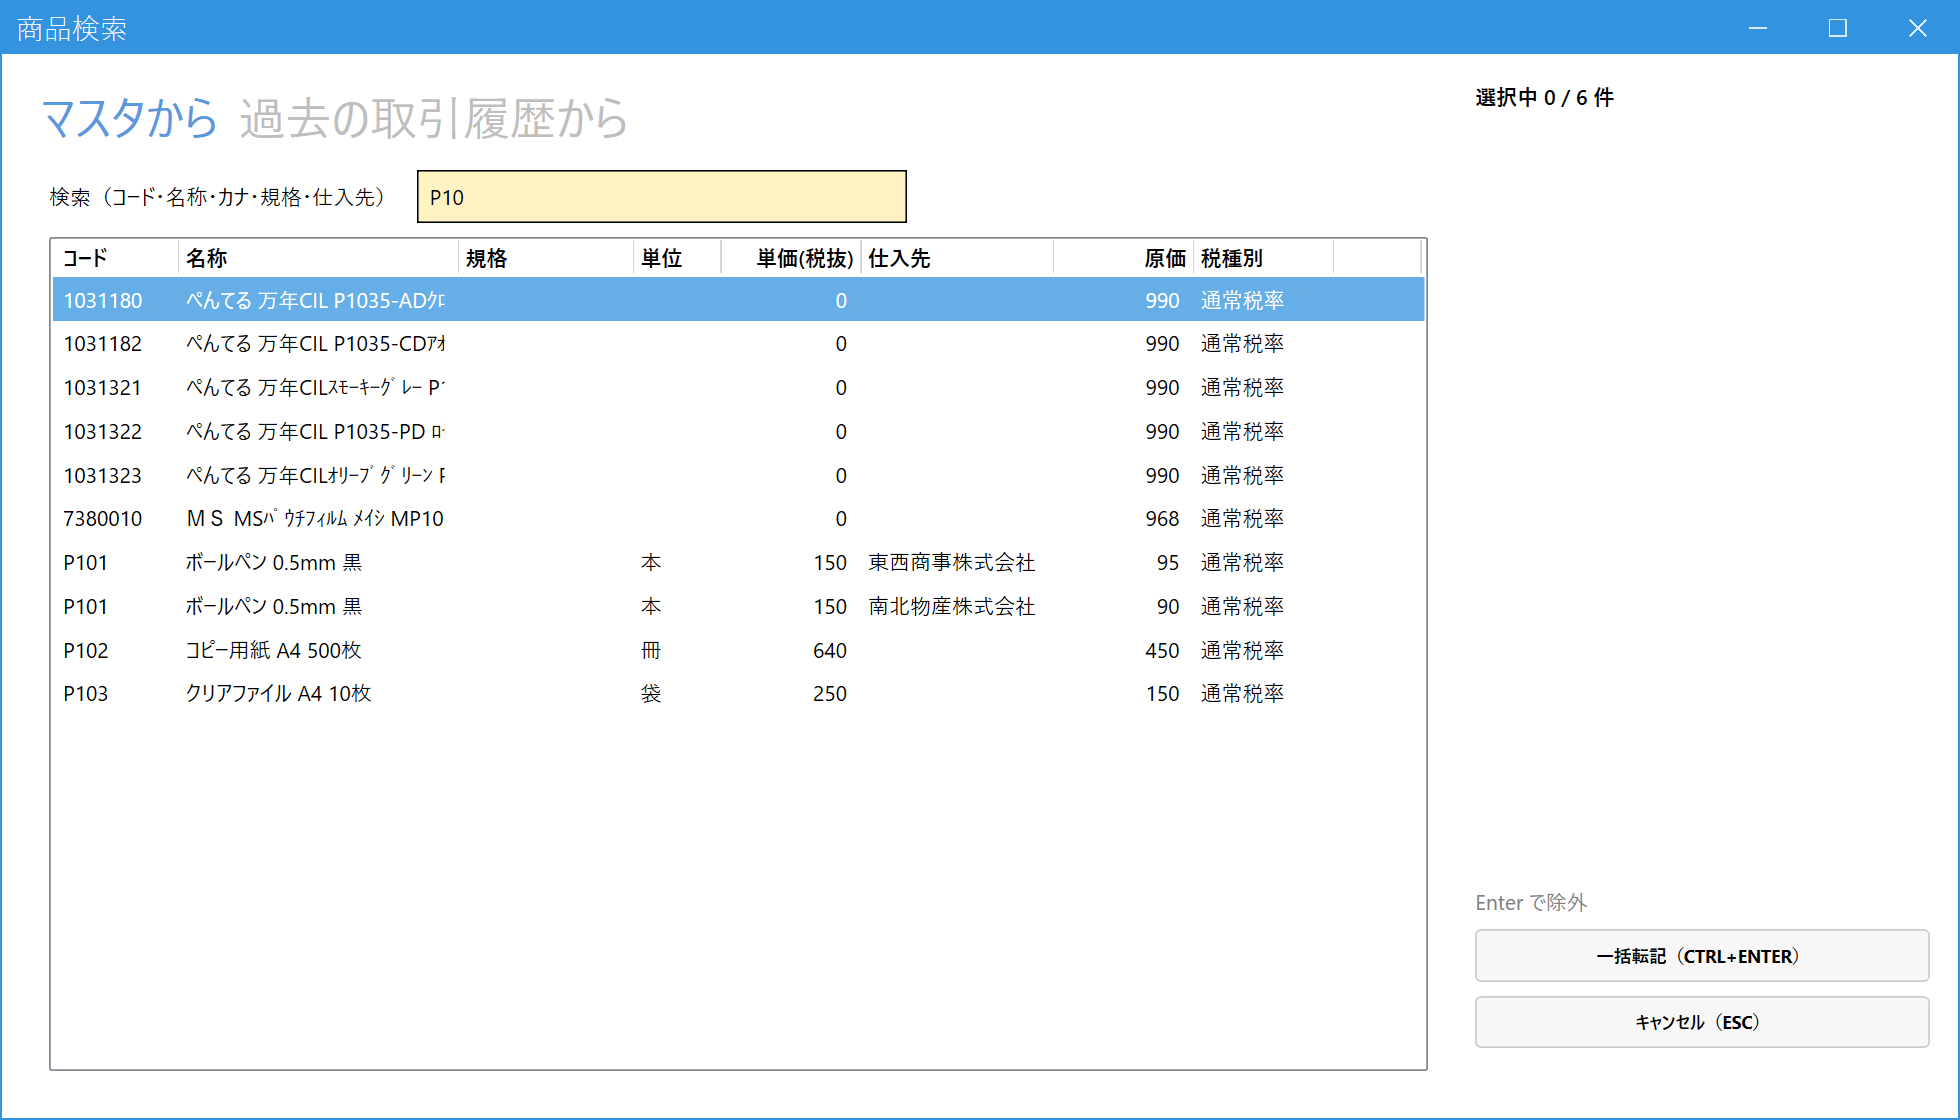 商品検索
マスタから 過去の取引履歴から
選択中 0 / 6 件
検索（コード・名称・カナ・規格・仕入先） P10
コード 名称 規格 単位 単価(税抜) 仕入先 原価 税種別
1031180 ぺんてる 万年CIL P1035-ADｸﾛ 0 990 通常税率
1031182 ぺんてる 万年CIL P1035-CDｱｵ 0 990 通常税率
1031321 ぺんてる 万年CILｽﾓｰｷｰｸﾞﾚｰ P1 0 990 通常税率
1031322 ぺんてる 万年CIL P1035-PD ﾛｰ 0 990 通常税率
1031323 ぺんてる 万年CILｵﾘｰﾌﾞｸﾞﾘｰﾝ P 0 990 通常税率
7380010 ＭＳ MSﾊﾟｳﾁﾌｨﾙﾑ ﾒｲｼ MP10 0 968 通常税率
P101 ボールペン 0.5mm 黒 本 150 東西商事株式会社 95 通常税率
P101 ボールペン 0.5mm 黒 本 150 南北物産株式会社 90 通常税率
P102 コピー用紙 A4 500枚 冊 640 450 通常税率
P103 クリアファイル A4 10枚 袋 250 150 通常税率
Enter で除外
一括転記（CTRL+ENTER）
キャンセル（ESC）